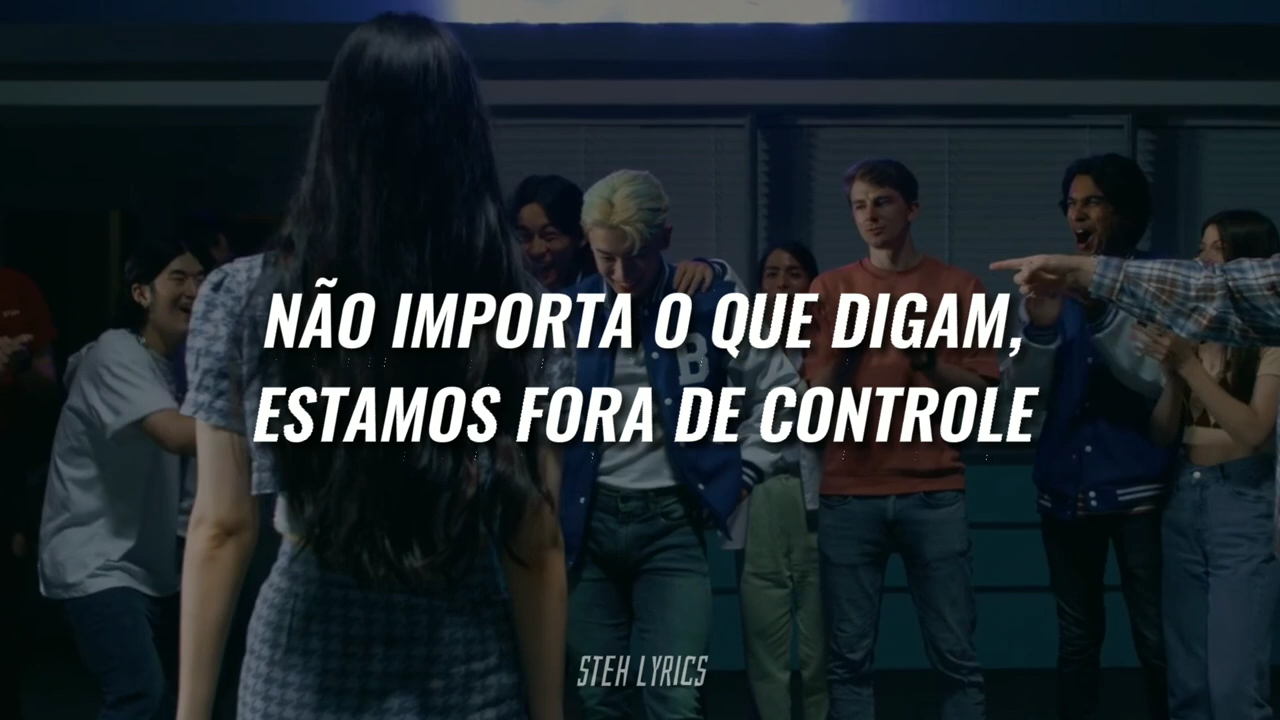 NÃO IMPORTA O QUE DIGAM,
ESTAMOS FORA DE CONTROLE
B
STEH LYRICS